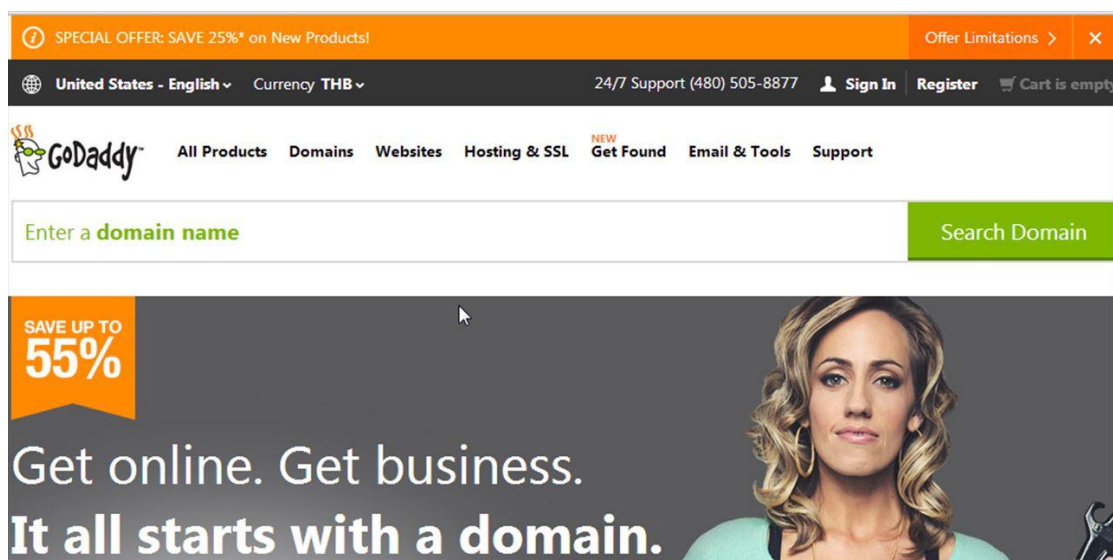 SPECIAL OFFER: SAVE 25%* on New Products! Offer Limitations > ×
United States - English Currency THB 24/7 Support (480) 505-8877 Sign In Register Cart is empty
NEW
GoDaddy™ All Products Domains Websites Hosting & SSL Get Found Email & Tools Support
Enter a domain name Search Domain
SAVE UP TO
55%
Get online. Get business.
It all starts with a domain.